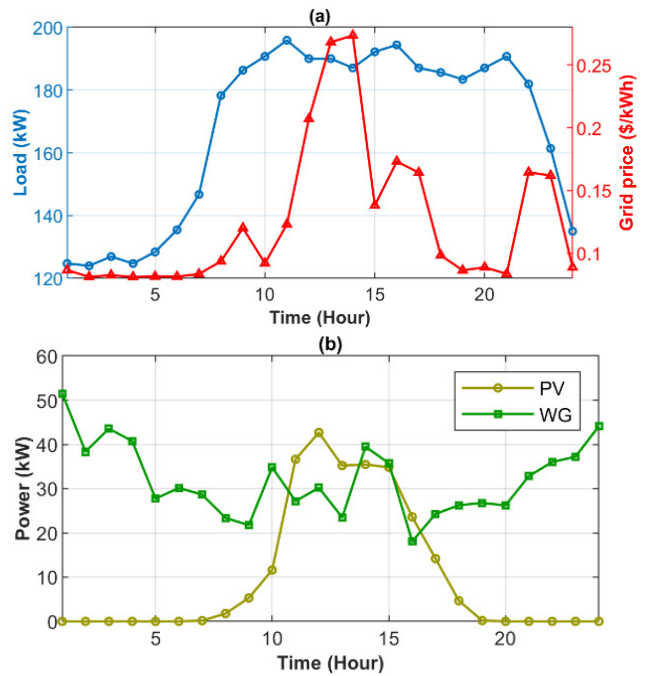 (a)
200
180
160
140
120
Load (kW)
0.25
0.2
0.15
0.1
Grid price ($/kWh)
5 10 15 20
Time (Hour)
(b)
60
50
40
30
20
10
0
Power (kW)
PV
WG
5 10 15 20
Time (Hour)